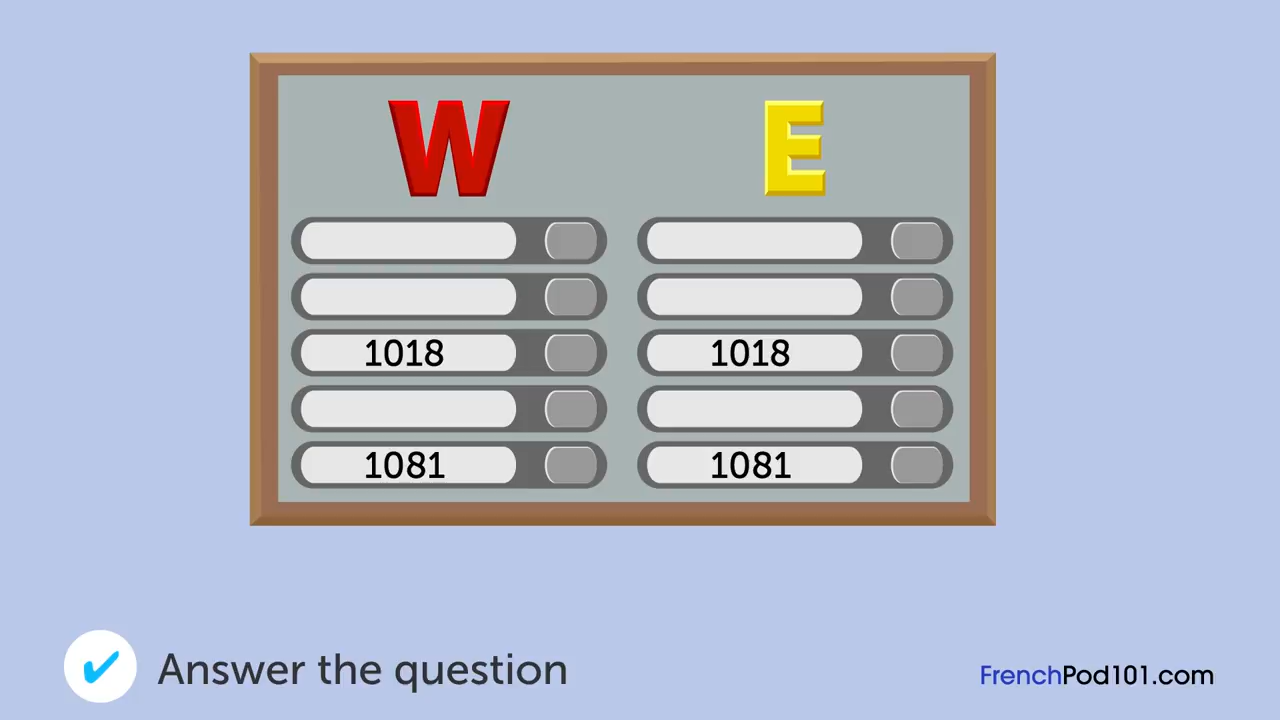 W E
1018 1018
1081 1081
✔ Answer the question
FrenchPod101.com